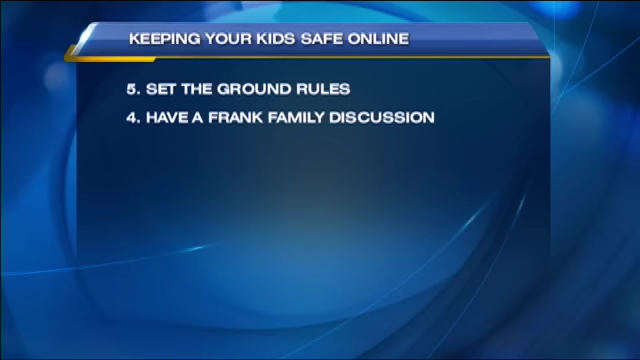 KEEPING YOUR KIDS SAFE ONLINE
5. SET THE GROUND RULES
4. HAVE A FRANK FAMILY DISCUSSION